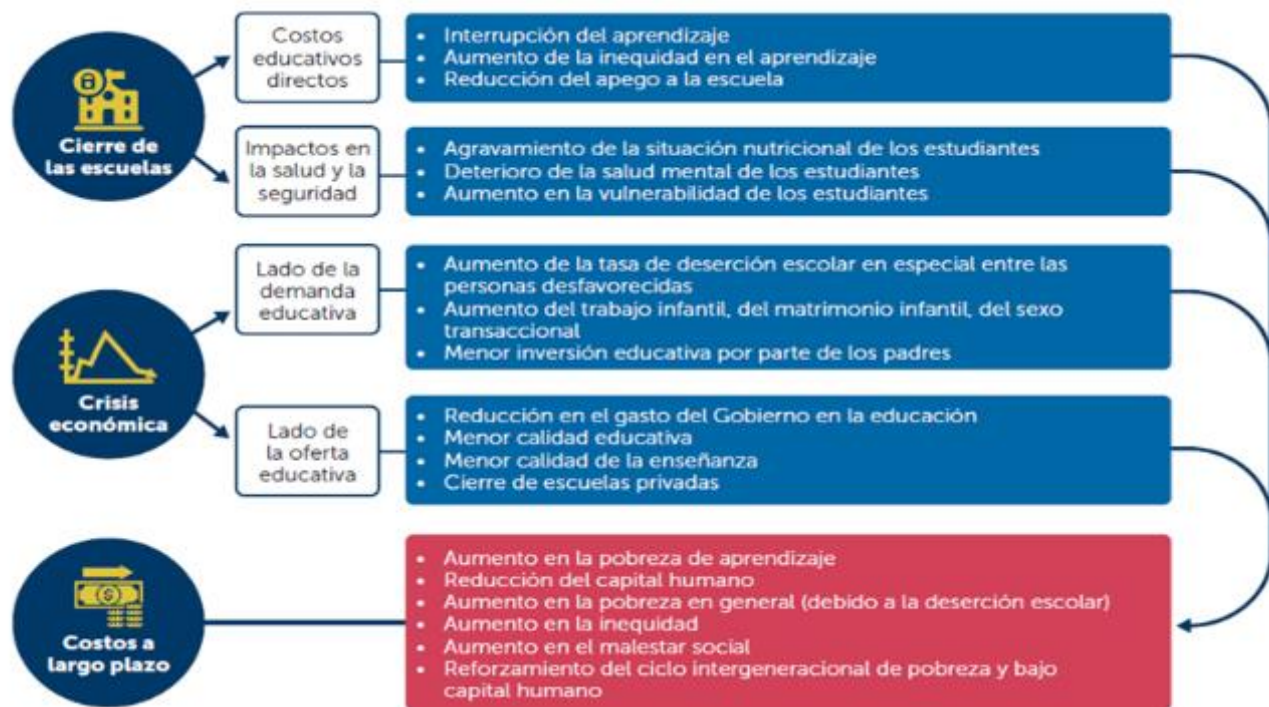 Cierre de
las escuelas
Costos
educativos
directos
• Interrupción del aprendizaje
• Aumento de la inequidad en el aprendizaje
• Reducción del apego a la escuela
Impactos en
la salud y la
seguridad
• Agravamiento de la situación nutricional de los estudiantes
• Deterioro de la salud mental de los estudiantes
• Aumento en la vulnerabilidad de los estudiantes
Crisis
económica
Lado de la
demanda
educativa
• Aumento de la tasa de deserción escolar en especial entre las
personas desfavorecidas
• Aumento del trabajo infantil, del matrimonio infantil, del sexo
transaccional
• Menor inversión educativa por parte de los padres
Lado de
la oferta
educativa
• Reducción en el gasto del Gobierno en la educación
• Menor calidad educativa
• Menor calidad de la enseñanza
• Cierre de escuelas privadas
Costos a
largo plazo
• Aumento en la pobreza de aprendizaje
• Reducción del capital humano
• Aumento en la pobreza en general (debido a la deserción escolar)
• Aumento en la inequidad
• Aumento en el malestar social
• Reforzamiento del ciclo intergeneracional de pobreza y bajo
capital humano